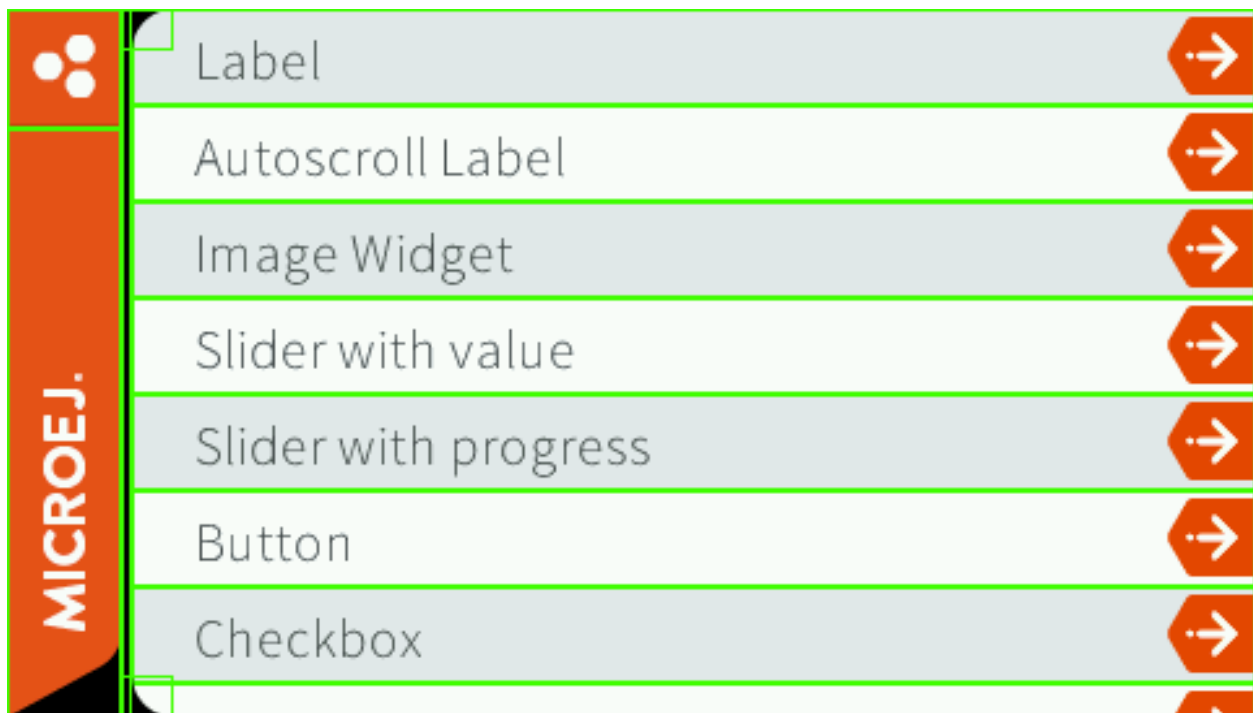 Label
Autoscroll Label
Image Widget
Slider with value
Slider with progress
Button
Checkbox
MICROEJ.